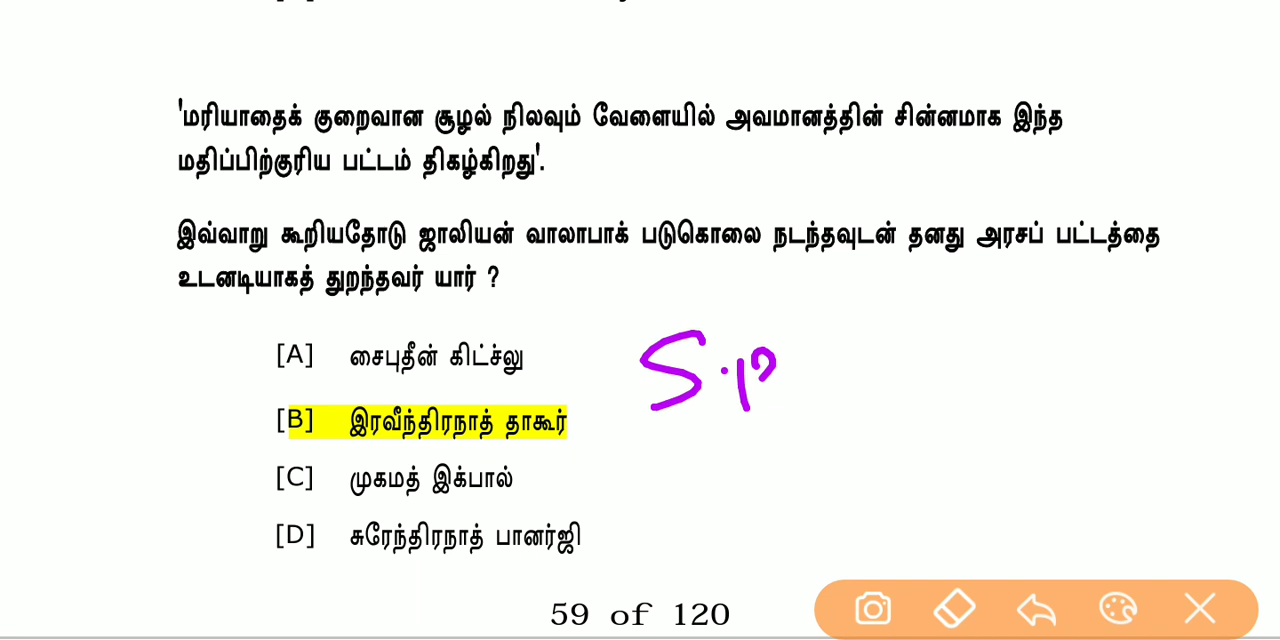 'மரியாதைக் குறைவான சூழல் நிலவும் வேளையில் அவமானத்தின் சின்னமாக இந்த
மதிப்பிற்குரிய பட்டம் திகழ்கிறது'.
இவ்வாறு கூறியதோடு ஜாலியன் வாலாபாக் படுகொலை நடந்தவுடன் தனது அரசப் பட்டத்தை
உடனடியாகத் துறந்தவர் யார் ?
[A] சைபுதீன் கிட்ச்லு
[B] இரவீந்திரநாத் தாகூர்
[C] முகமத் இக்பால்
[D] சுரேந்திரநாத் பானர்ஜி
59 of 120